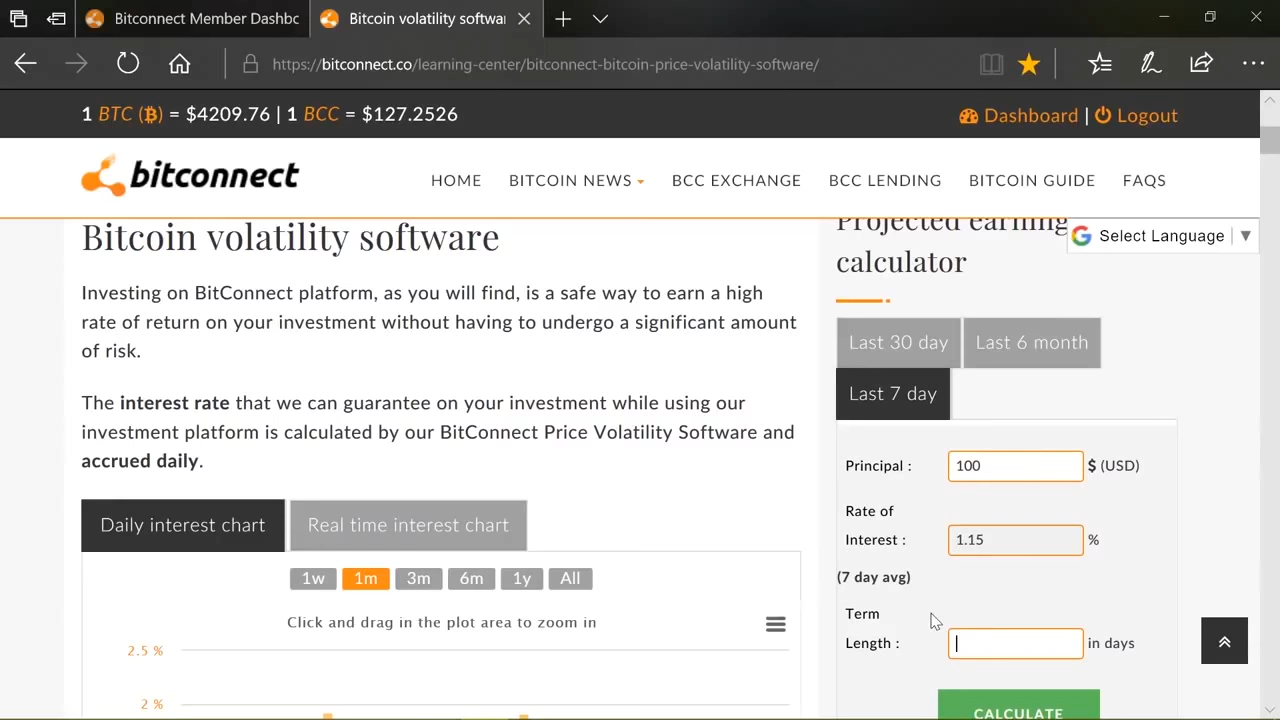 Bitconnect Member Dashbo
Bitcoin volatility softwar
https://bitconnect.co/learning-center/bitconnect-bitcoin-price-volatility-software/
1 BTC (₿) = $4209.76 | 1 BCC = $127.2526
Dashboard | Logout
bitconnect
HOME BITCOIN NEWS BCC EXCHANGE BCC LENDING BITCOIN GUIDE FAQS
Bitcoin volatility software
Investing on BitConnect platform, as you will find, is a safe way to earn a high
rate of return on your investment without having to undergo a significant amount
of risk.
The interest rate that we can guarantee on your investment while using our
investment platform is calculated by our BitConnect Price Volatility Software and
accrued daily.
Daily interest chart Real time interest chart
1w 1m 3m 6m 1y All
Click and drag in the plot area to zoom in
2.5 %
2 %
Projected earning
calculator
G Select Language ▼
Last 30 day Last 6 month
Last 7 day
Principal : 100 $ (USD)
Rate of
Interest : 1.15 %
(7 day avg)
Term
Length : in days
CALCULATE